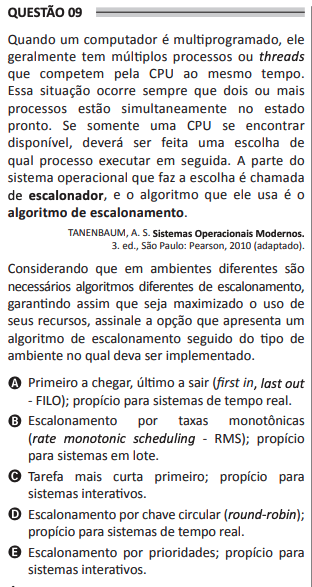 QUESTÃO 09
Quando um computador é multiprogramado, ele
geralmente tem múltiplos processos ou threads
que competem pela CPU ao mesmo tempo.
Essa situação ocorre sempre que dois ou mais
processos estão simultaneamente no estado
pronto. Se somente uma CPU se encontrar
disponível, deverá ser feita uma escolha de
qual processo executar em seguida. A parte do
sistema operacional que faz a escolha é chamada
de escalonador, e o algoritmo que ele usa é o
algoritmo de escalonamento.
TANENBAUM, A. S. Sistemas Operacionais Modernos.
3. ed., São Paulo: Pearson, 2010 (adaptado).
Considerando que em ambientes diferentes são
necessários algoritmos diferentes de escalonamento,
garantindo assim que seja maximizado o uso de
seus recursos, assinale a opção que apresenta um
algoritmo de escalonamento seguido do tipo de
ambiente no qual deva ser implementado.
A Primeiro a chegar, último a sair (first in, last out
- FILO); propício para sistemas de tempo real.
B Escalonamento por taxas monotônicas
(rate monotonic scheduling - RMS); propício
para sistemas em lote.
C Tarefa mais curta primeiro; propício para
sistemas interativos.
D Escalonamento por chave circular (round-robin);
propício para sistemas de tempo real.
E Escalonamento por prioridades; propício para
sistemas interativos.